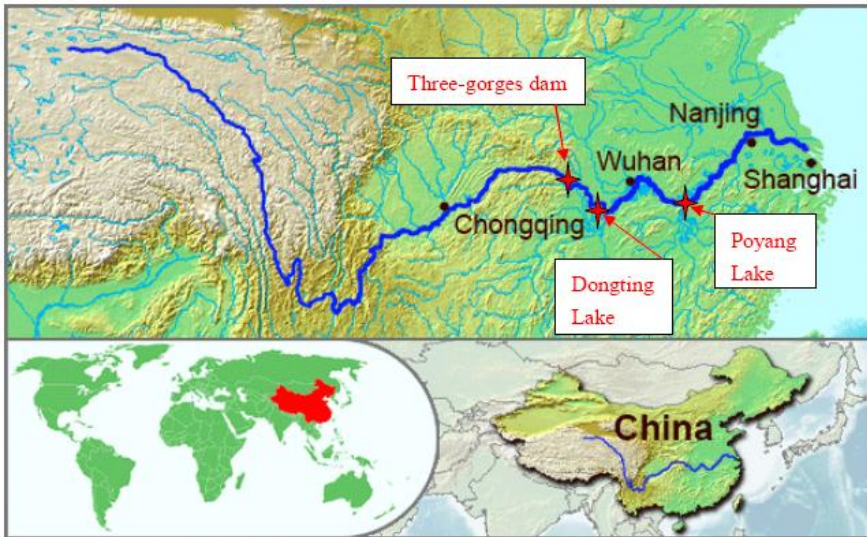 Three-gorges dam
Nanjing
Wuhan
Shanghai
Chongqing
Poyang
Lake
Dongting
Lake
China